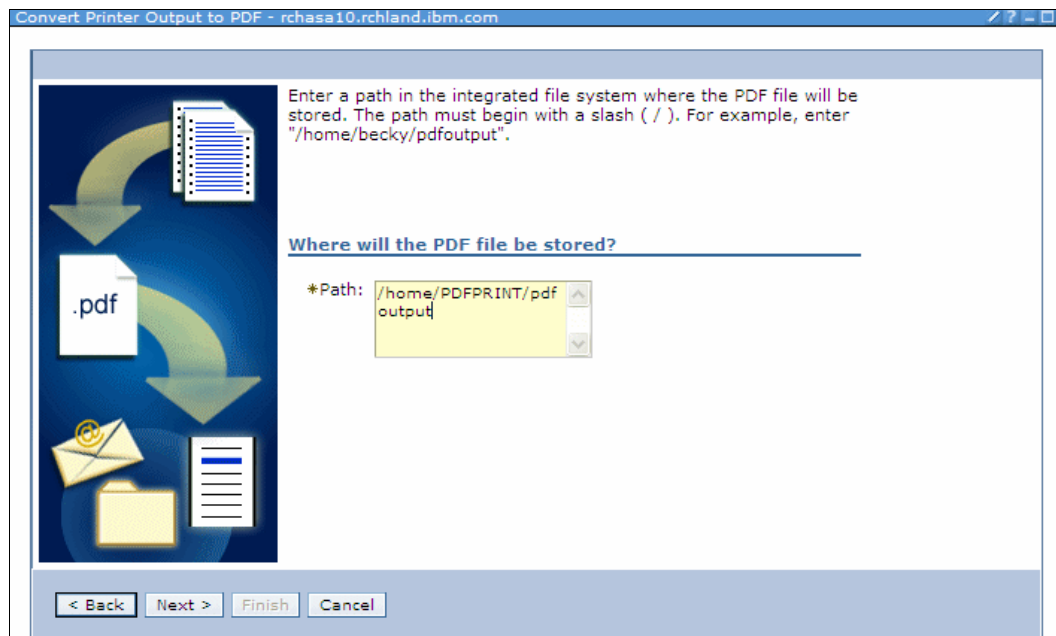 Convert Printer Output to PDF - rchasa10.rchland.ibm.com
Enter a path in the integrated file system where the PDF file will be
stored. The path must begin with a slash ( / ). For example, enter
"/home/becky/pdfoutput".
Where will the PDF file be stored?
*Path: /home/PDFPRINT/pdf
output
.pdf
@
< Back Next > Finish Cancel